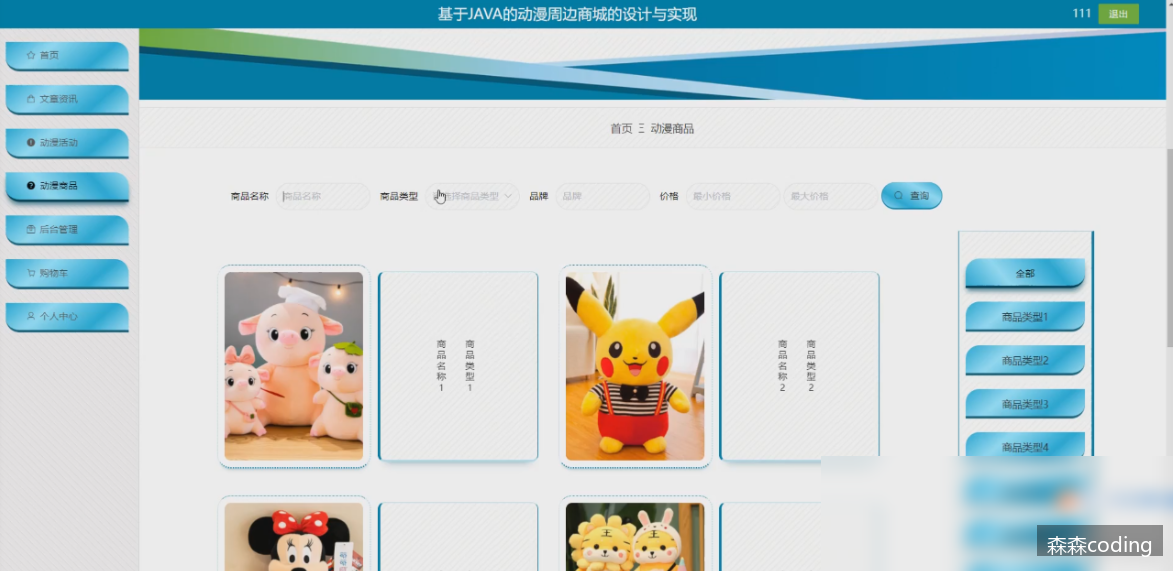 基于JAVA的动漫周边商城的设计与实现
111 退出
首页
文章资讯
动漫活动
动漫商品
后台管理
购物车
个人中心
首页 动漫商品
商品名称 商品名称 商品类型 选择商品类型 品牌 品牌 价格 最小价格 最大价格 查询
商品类型1
商品名称1
商品类型2
商品名称2
全部
商品类型1
商品类型2
商品类型3
商品类型4
森森coding